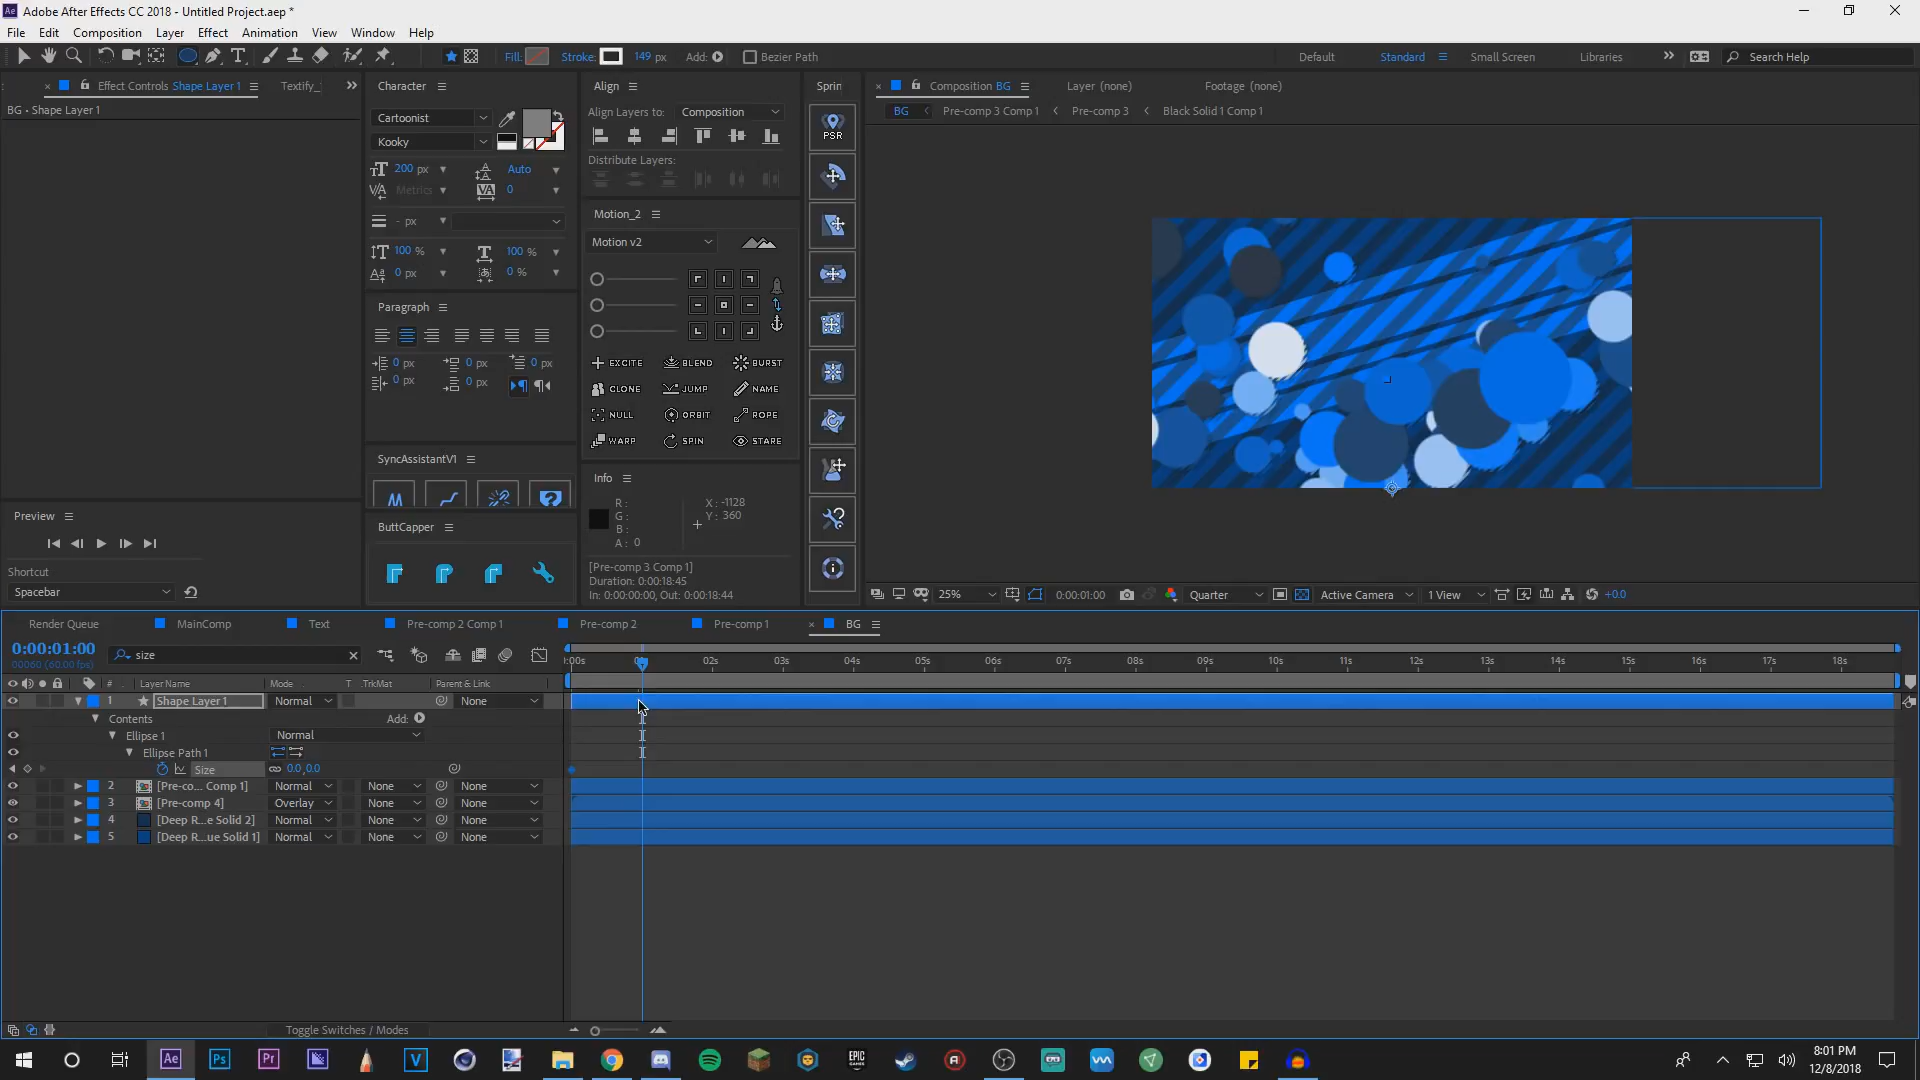 Adobe After Effects CC 2018 - Untitled Project.aep *
File Edit Composition Layer Effect Animation View Window Help
Fill: Stroke: 149 px Add: Bezier Path Default Standard Small Screen Libraries Search Help
Effect Controls Shape Layer 1 Textify_
BG • Shape Layer 1
Character
Cartoonist
Kooky
200 px Auto
Metrics 0
- px
100 % 100 %
0 px 0 %
Paragraph
0 px 0 px 0 px
0 px 0 px
SyncAssistantV1
ButtCapper
Align
Align Layers to: Composition
Distribute Layers:
Motion_2
Motion v2
EXCITE BLEND BURST
CLONE JUMP NAME
NULL ORBIT ROPE
WARP SPIN STARE
Info
R : X : -1128
G : Y : 360
B :
A : 0
[Pre-comp 3 Comp 1]
Duration: 0:00:18:45
In: 0:00:00:00, Out: 0:00:18:44
Sprin
PSR
Composition BG Layer (none) Footage (none)
BG Pre-comp 3 Comp 1 Pre-comp 3 Black Solid 1 Comp 1
25% 0:00:01:00 Quarter Active Camera 1 View +0.0
Preview
Shortcut
Spacebar
Render Queue MainComp Text Pre-comp 2 Comp 1 Pre-comp 2 Pre-comp 1 BG
0:00:01:00
00060 (60.00 fps)
size
:00s 02s 03s 04s 05s 06s 07s 08s 09s 10s 11s 12s 13s 14s 15s 16s 17s 18s
# Layer Name Mode T .TrkMat Parent & Link
1 Shape Layer 1 Normal None
Contents Add:
Ellipse 1 Normal
Ellipse Path 1
Size 0.0,0.0
2 [Pre-co... Comp 1] Normal None None
3 [Pre-comp 4] Overlay None None
4 [Deep R...e Solid 2] Normal None None
5 [Deep R...ue Solid 1] Normal None None
Toggle Switches / Modes
Ae Ps Pr V EPIC GAMES
8:01 PM
12/8/2018